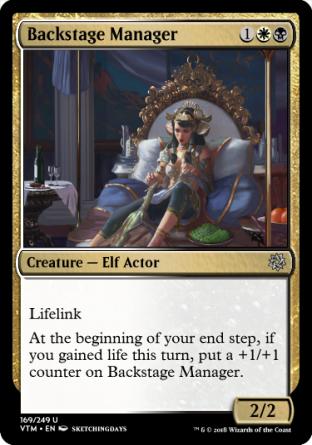 Backstage Manager 1
Creature — Elf Actor
Lifelink
At the beginning of your end step, if
you gained life this turn, put a +1/+1
counter on Backstage Manager.
2/2
169/249 U
VTM • EN SKETCHINGDAYS
™ & © 2018 Wizards of the Coast